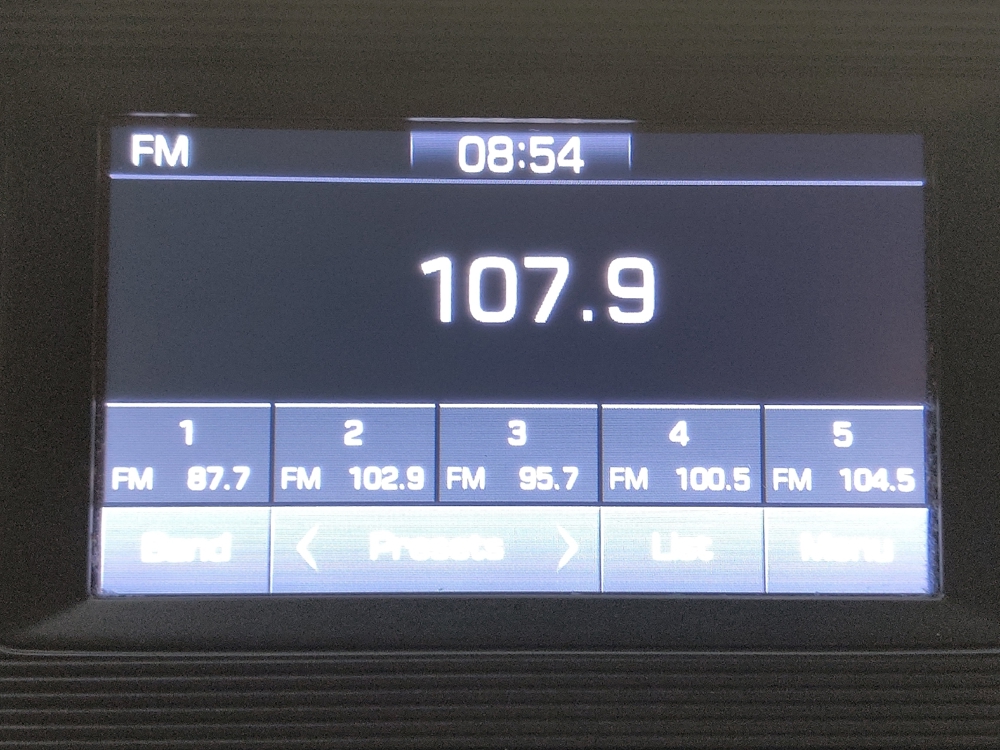 FM 08:54
107.9
1 2 3 4 5
FM 87.7 FM 102.9 FM 95.7 FM 100.5 FM 104.5
Band < Presets > List Menu